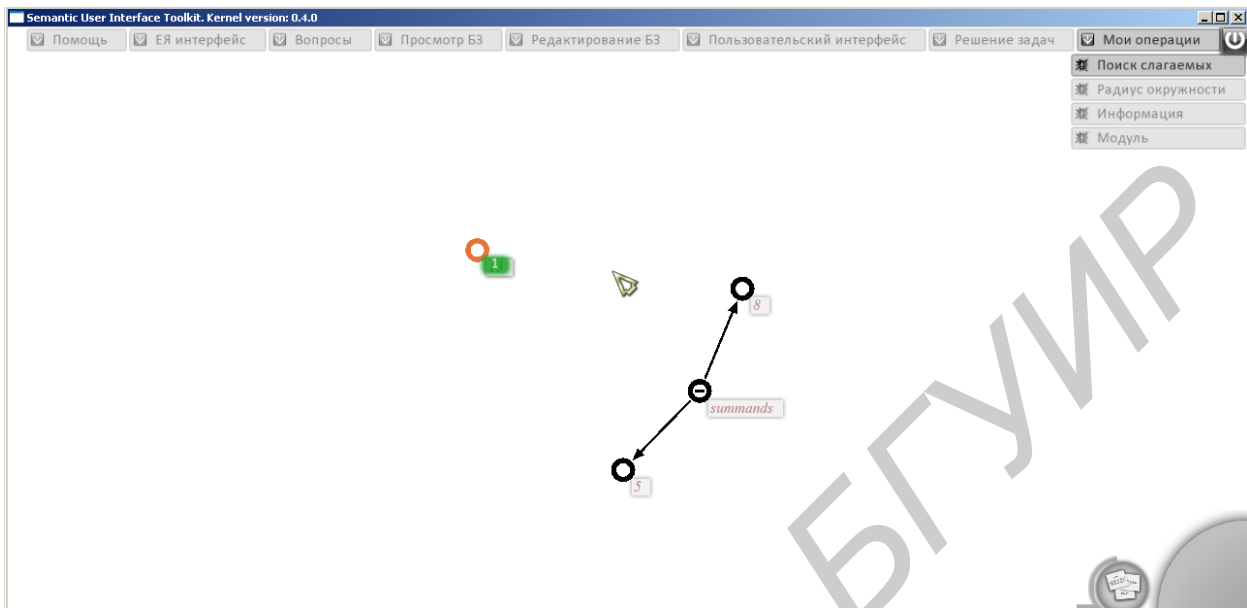 Semantic User Interface Toolkit. Kernel version: 0.4.0
Помощь ЕЯ интерфейс Вопросы Просмотр БЗ Редактирование БЗ Пользовательский интерфейс Решение задач Мои операции
Поиск слагаемых
Радиус окружности
Информация
Модуль
1
8
summands
5
БГУИР